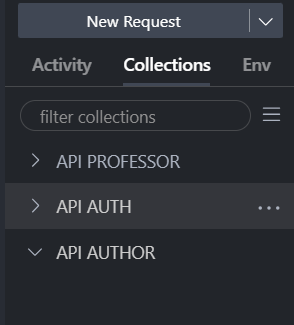 New Request
Activity Collections Env
filter collections
API PROFESSOR
API AUTH
API AUTHOR